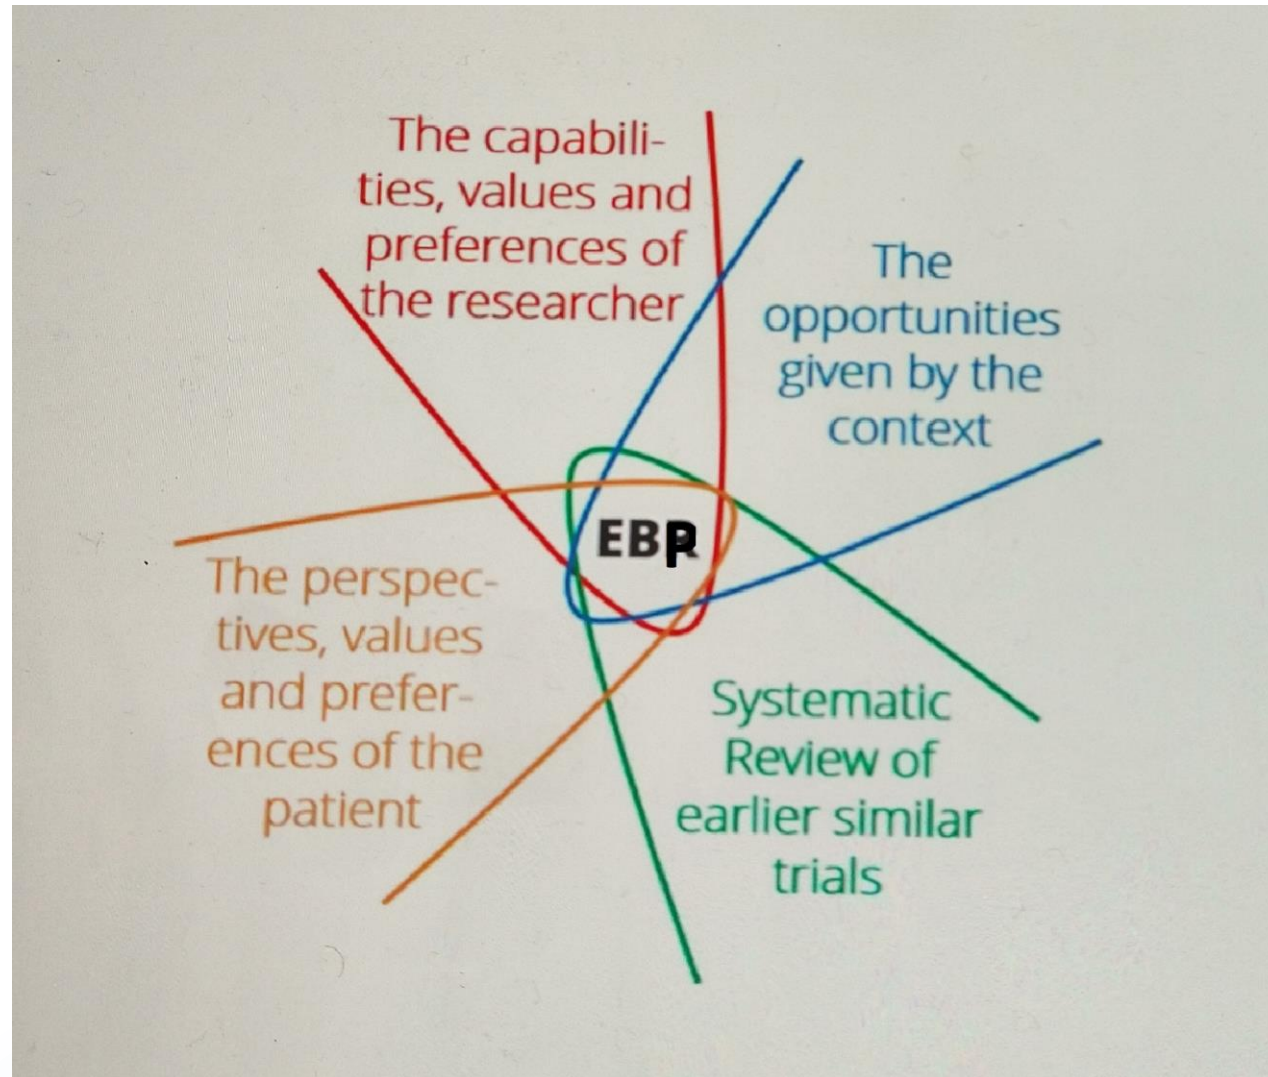 The capabili-
ties, values and
preferences of
the researcher
The
opportunities
given by the
context
EBP
The perspec-
tives, values
and prefer-
ences of the
patient
Systematic
Review of
earlier similar
trials